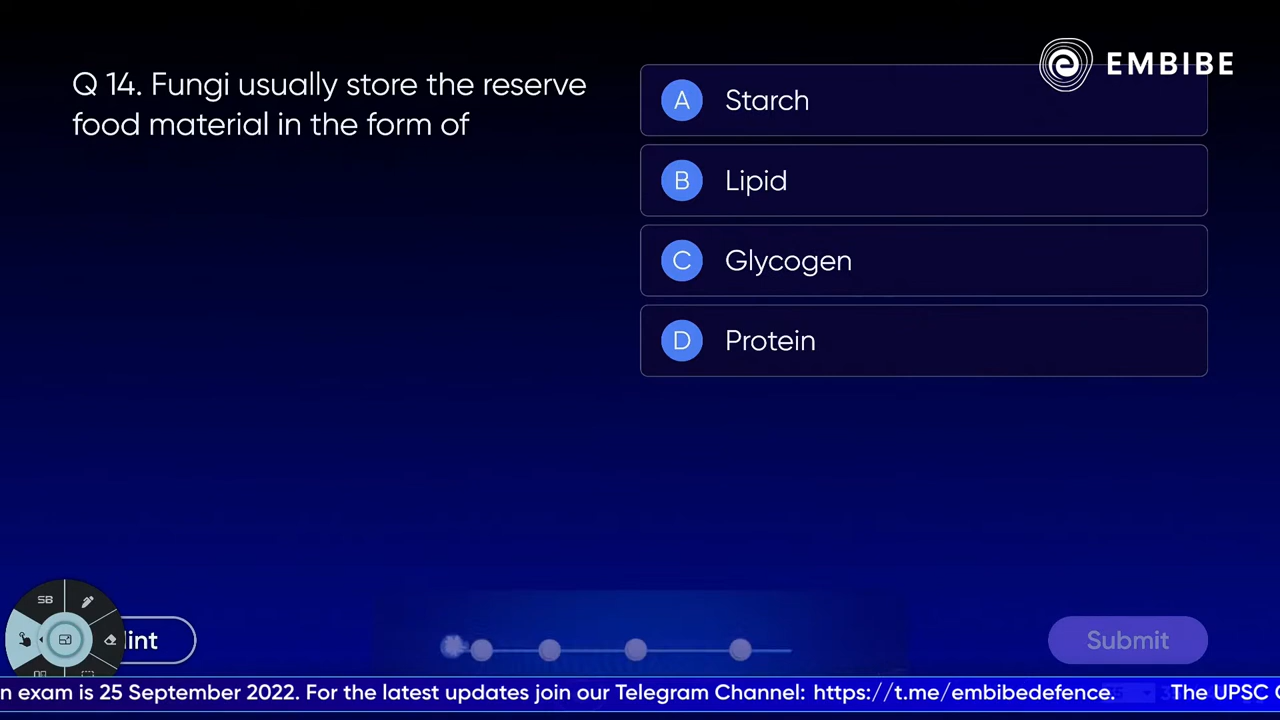 EMBIBE
Q 14. Fungi usually store the reserve
food material in the form of
A Starch
B Lipid
C Glycogen
D Protein
SB
int
Submit
n exam is 25 September 2022. For the latest updates join our Telegram Channel: https://t.me/embibedefence. The UPSC